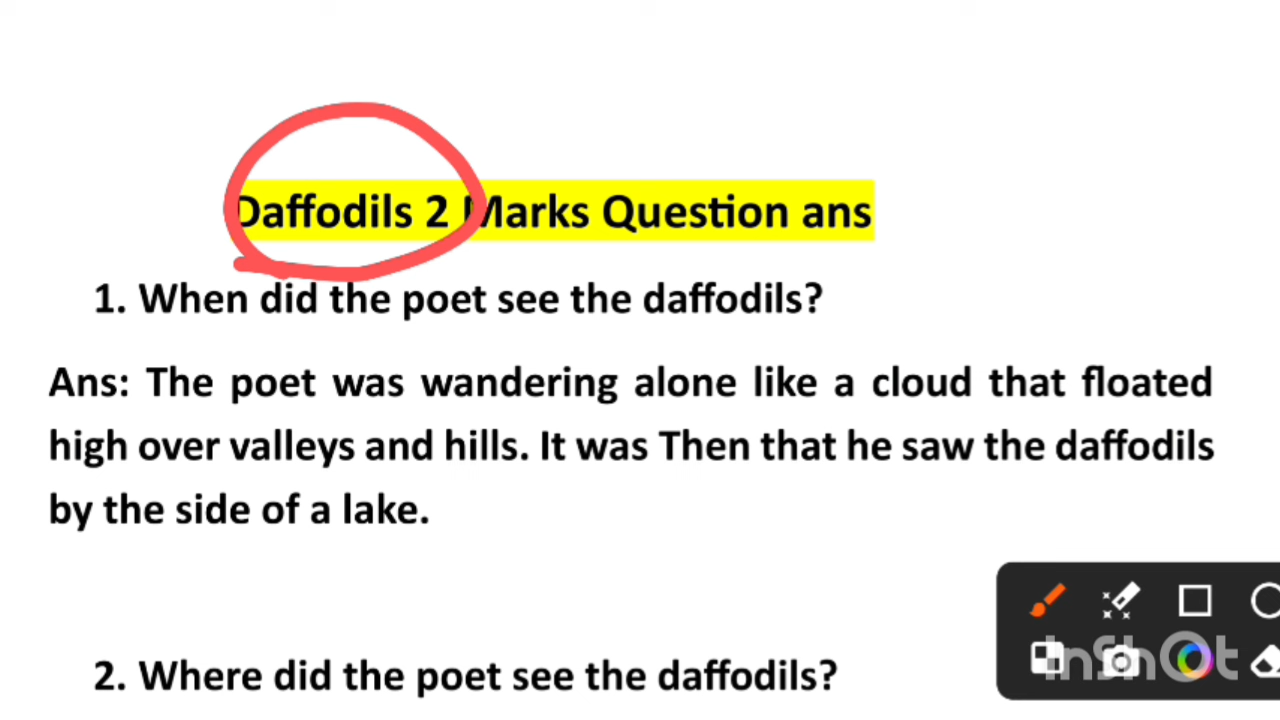 Daffodils 2 Marks Question ans
1. When did the poet see the daffodils?
Ans: The poet was wandering alone like a cloud that floated
high over valleys and hills. It was Then that he saw the daffodils
by the side of a lake.
2. Where did the poet see the daffodils?
InShOt